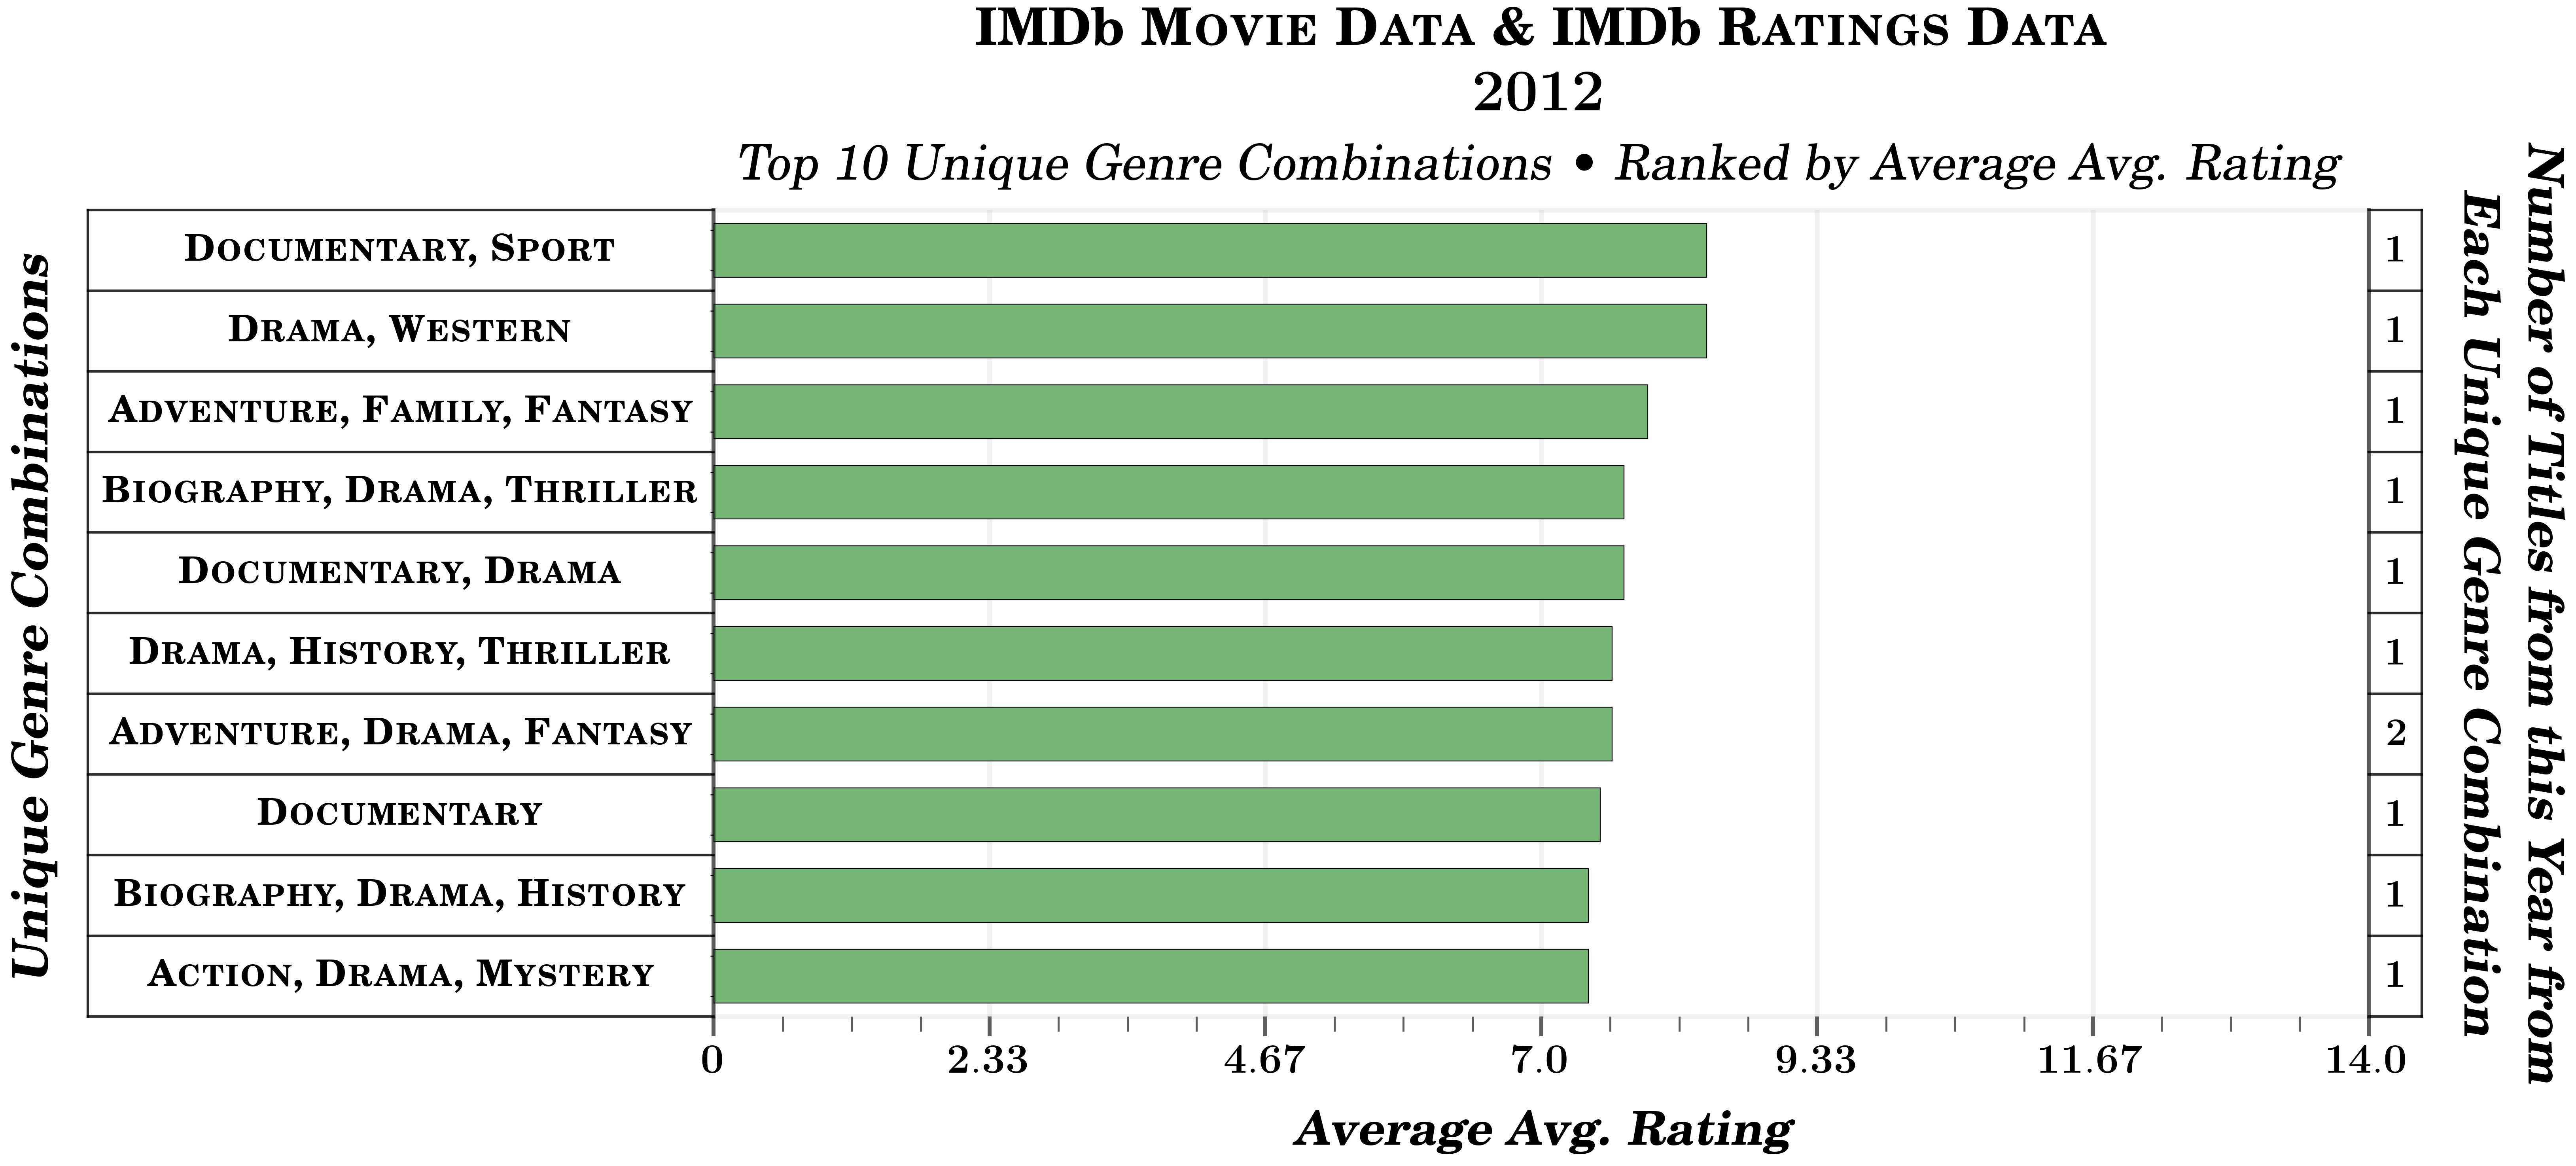 IMDb MOVIE DATA & IMDb RATINGS DATA
2012
Top 10 Unique Genre Combinations • Ranked by Average Avg. Rating
Unique Genre Combinations
DOCUMENTARY, SPORT 1
DRAMA, WESTERN 1
ADVENTURE, FAMILY, FANTASY 1
BIOGRAPHY, DRAMA, THRILLER 1
DOCUMENTARY, DRAMA 1
DRAMA, HISTORY, THRILLER 1
ADVENTURE, DRAMA, FANTASY 2
DOCUMENTARY 1
BIOGRAPHY, DRAMA, HISTORY 1
ACTION, DRAMA, MYSTERY 1
Number of Titles from this Year from
Each Unique Genre Combination
0 2.33 4.67 7.0 9.33 11.67 14.0
Average Avg. Rating